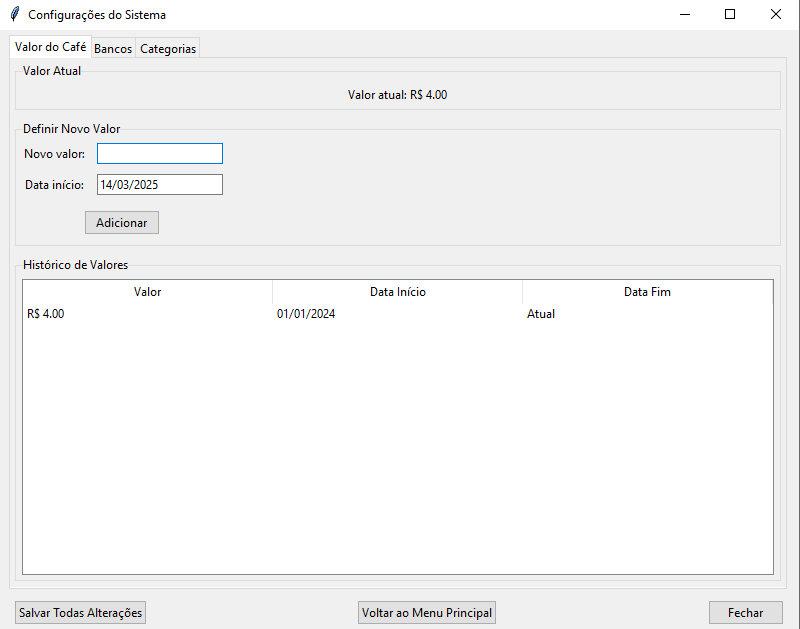 Configurações do Sistema
Valor do Café Bancos Categorias
Valor Atual
Valor atual: R$ 4.00
Definir Novo Valor
Novo valor:
Data início: 14/03/2025
Adicionar
Histórico de Valores
Valor Data Início Data Fim
R$ 4.00 01/01/2024 Atual
Salvar Todas Alterações Voltar ao Menu Principal Fechar